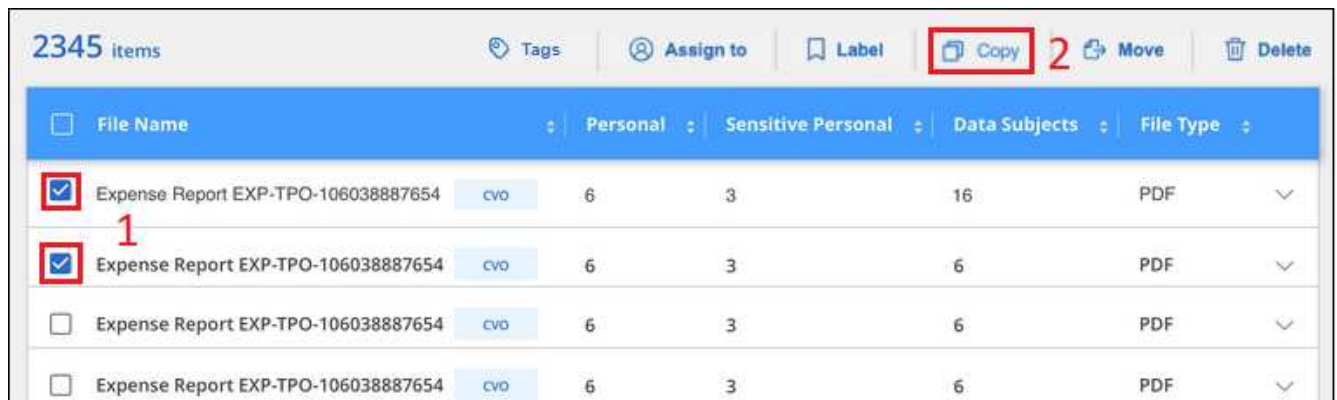 2345 items Tags Assign to Label Copy 2 Move Delete
File Name Personal Sensitive Personal Data Subjects File Type
Expense Report EXP-TPO-106038887654 CVO 6 3 16 PDF
1
Expense Report EXP-TPO-106038887654 CVO 6 3 6 PDF
Expense Report EXP-TPO-106038887654 CVO 6 3 6 PDF
Expense Report EXP-TPO-106038887654 CVO 6 3 6 PDF